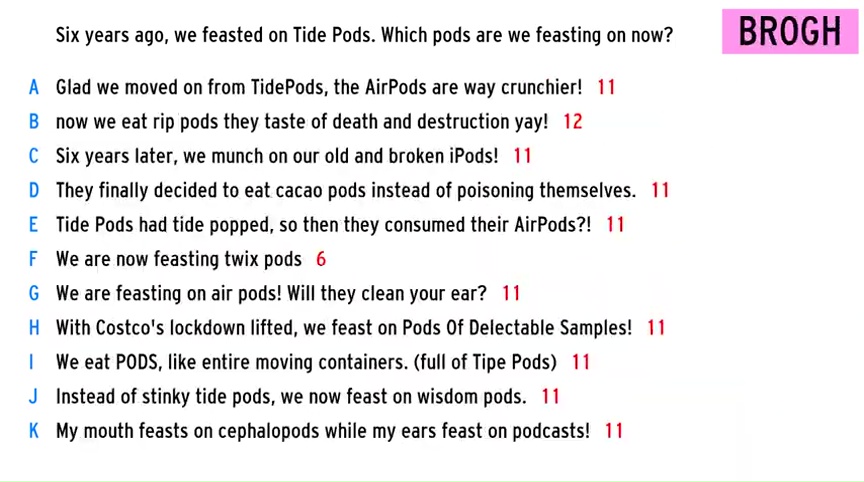 Six years ago, we feasted on Tide Pods. Which pods are we feasting on now?
BROGH
A Glad we moved on from TidePods, the AirPods are way crunchier! 11
B now we eat rip pods they taste of death and destruction yay! 12
C Six years later, we munch on our old and broken iPods! 11
D They finally decided to eat cacao pods instead of poisoning themselves. 11
E Tide Pods had tide popped, so then they consumed their AirPods?! 11
F We are now feasting twix pods 6
G We are feasting on air pods! Will they clean your ear? 11
H With Costco's lockdown lifted, we feast on Pods Of Delectable Samples! 11
I We eat PODS, like entire moving containers. (full of Tipe Pods) 11
J Instead of stinky tide pods, we now feast on wisdom pods. 11
K My mouth feasts on cephalopods while my ears feast on podcasts! 11